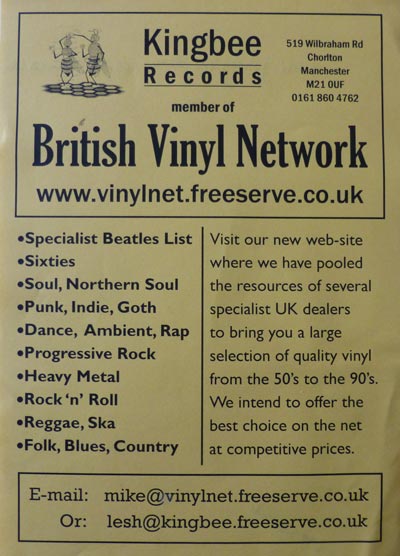 Kingbee
Records
519 Wilbraham Rd
Chorlton
Manchester
M21 0UF
0161 860 4762
member of
British Vinyl Network
www.vinylnet.freeserve.co.uk
•Specialist Beatles List
•Sixties
•Soul, Northern Soul
•Punk, Indie, Goth
•Dance, Ambient, Rap
•Progressive Rock
•Heavy Metal
•Rock 'n' Roll
•Reggae, Ska
•Folk, Blues, Country
Visit our new web-site
where we have pooled
the resources of several
specialist UK dealers
to bring you a large
selection of quality vinyl
from the 50's to the 90's.
We intend to offer the
best choice on the net
at competitive prices.
E-mail: mike@vinylnet.freeserve.co.uk
Or: lesh@kingbee.freeserve.co.uk